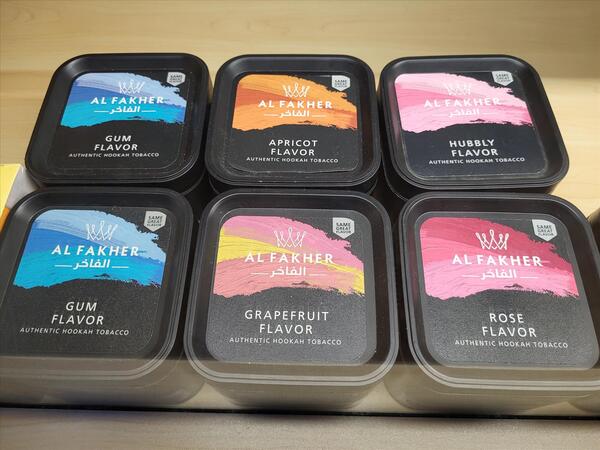 SAME
GREAT
FLAVOR
AL FAKHER
الفاخر
GUM
FLAVOR
AUTHENTIC HOOKAH TOBACCO
SAME
GREAT
FLAVOR
AL FAKHER
الفاخر
APRICOT
FLAVOR
AUTHENTIC HOOKAH TOBACCO
SAME
GREAT
FLAVOR
AL FAKHER
الفاخر
HUBBLY
FLAVOR
AUTHENTIC HOOKAH TOBACCO
SAME
GREAT
FLAVOR
AL FAKHER
الفاخر
GUM
FLAVOR
AUTHENTIC HOOKAH TOBACCO
SAME
GREAT
FLAVOR
AL FAKHER
الفاخر
GRAPEFRUIT
FLAVOR
AUTHENTIC HOOKAH TOBACCO
SAME
GREAT
FLAVOR
AL FAKHER
الفاخر
ROSE
FLAVOR
AUTHENTIC HOOKAH TOBACCO